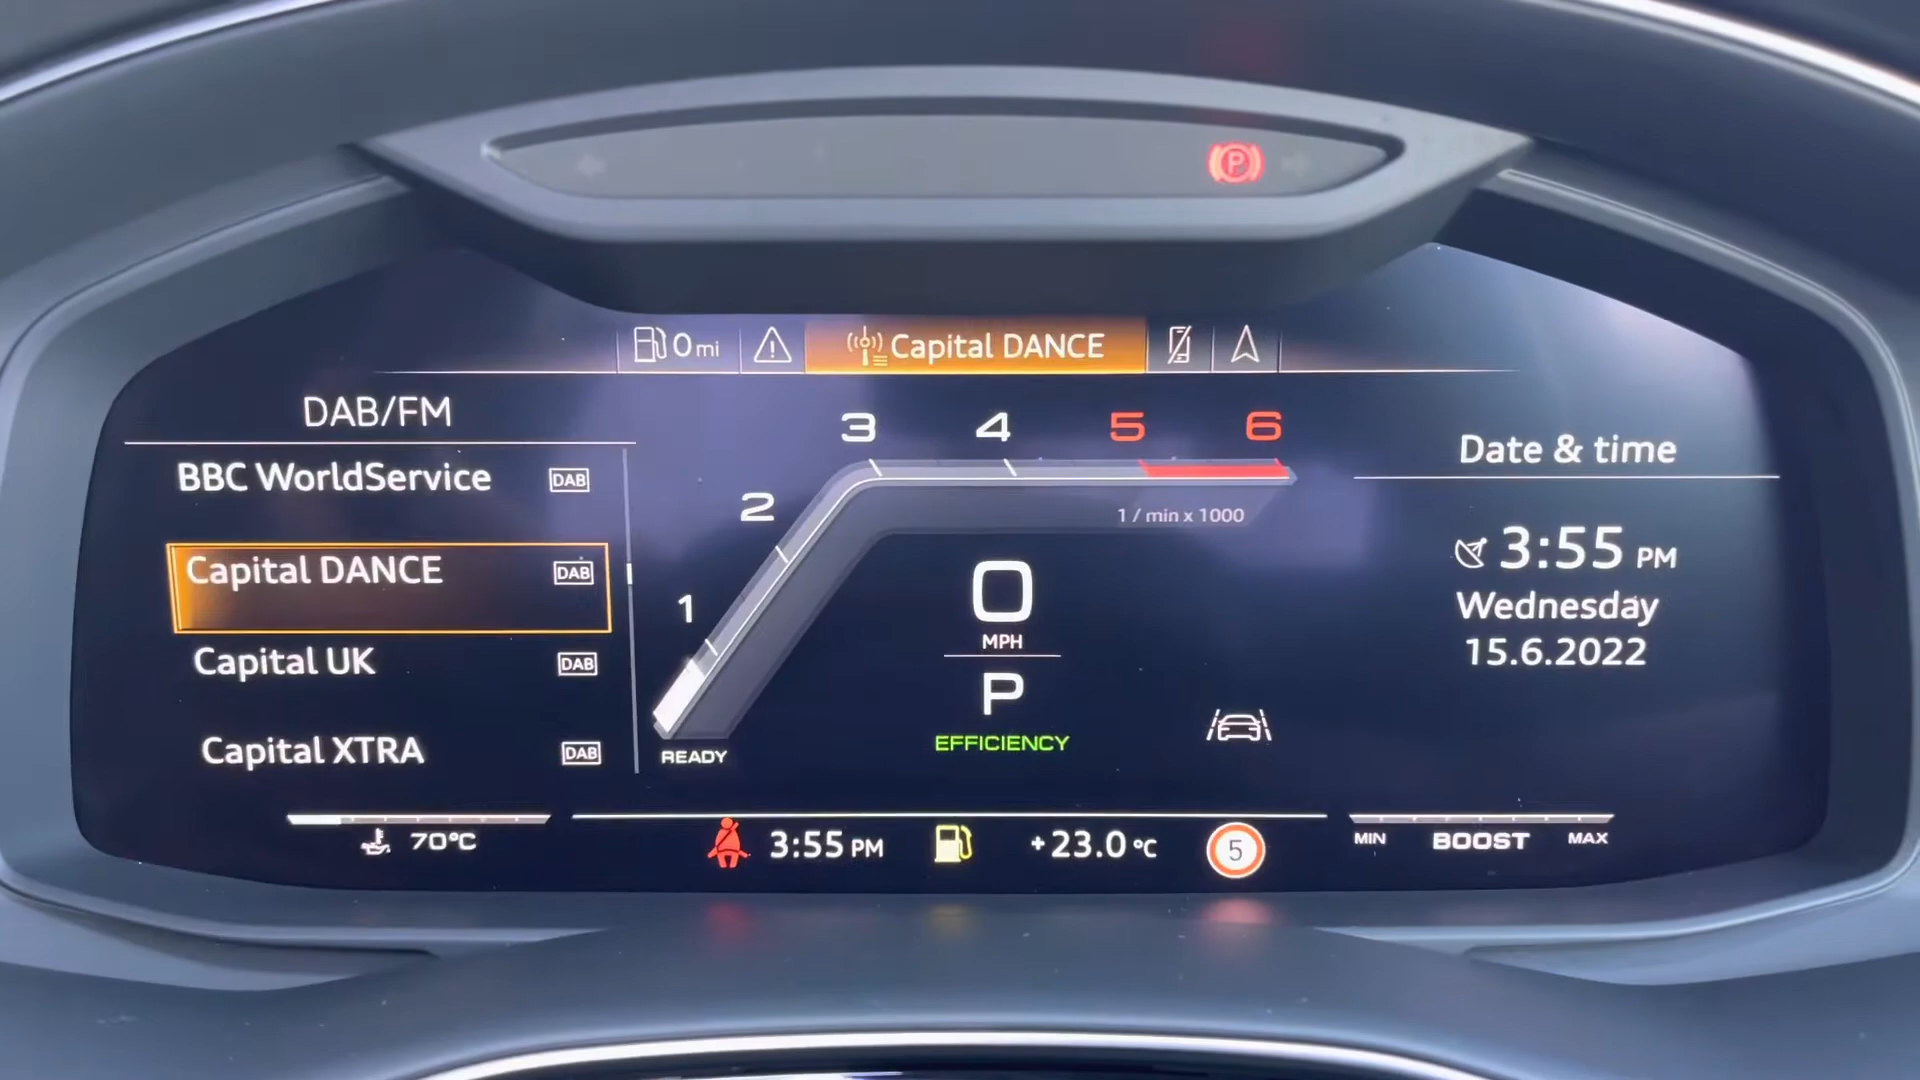 P
0 mi
Capital DANCE
DAB/FM
BBC WorldService DAB
Capital DANCE DAB
Capital UK DAB
Capital XTRA DAB
1
2
3
4
5
6
1 / min x 1000
0
MPH
P
EFFICIENCY
READY
Date & time
3:55 PM
Wednesday
15.6.2022
70°C
3:55 PM
+23.0 °C
5
MIN BOOST MAX